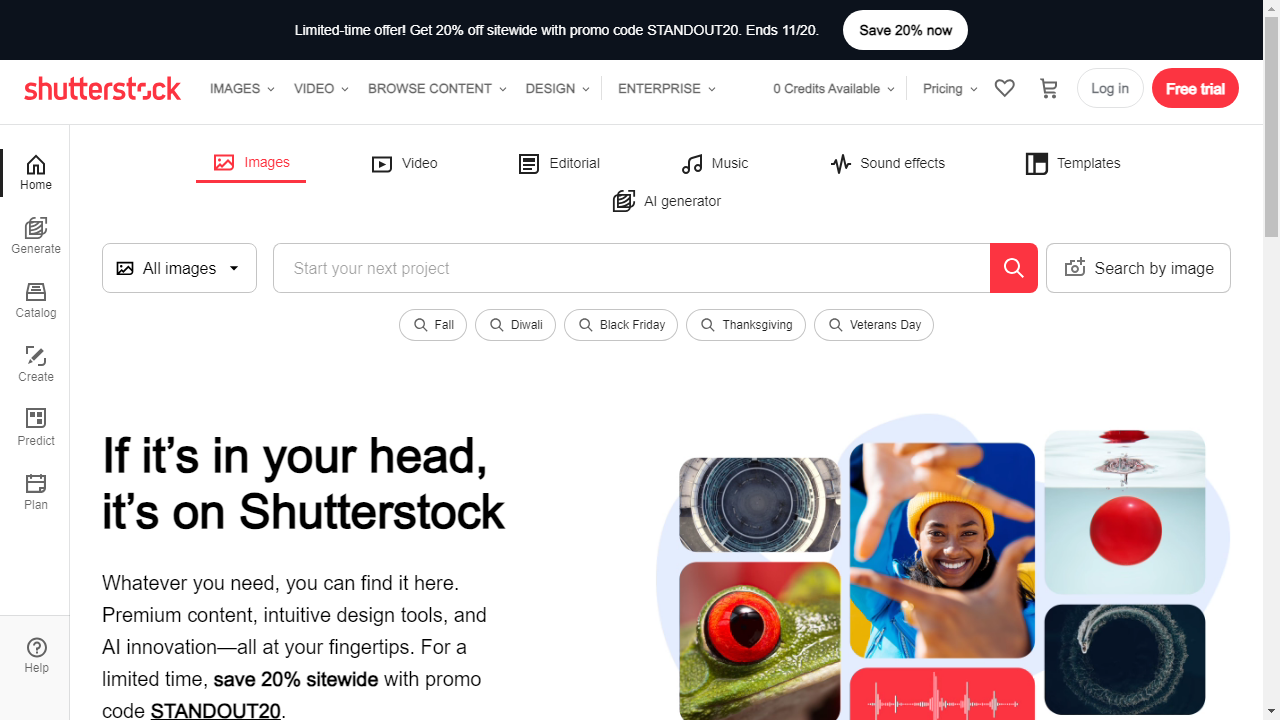 Limited-time offer! Get 20% off sitewide with promo code STANDOUT20. Ends 11/20.
Save 20% now
shutterstock
IMAGES
VIDEO
BROWSE CONTENT
DESIGN
ENTERPRISE
0 Credits Available
Pricing
Log in
Free trial
Home
Generate
Catalog
Create
Predict
Plan
Help
Images
Video
Editorial
Music
Sound effects
Templates
AI generator
All images
Start your next project
Search by image
Fall
Diwali
Black Friday
Thanksgiving
Veterans Day
If it's in your head,
it's on Shutterstock
Whatever you need, you can find it here.
Premium content, intuitive design tools, and
AI innovation—all at your fingertips. For a
limited time, save 20% sitewide with promo
code STANDOUT20.